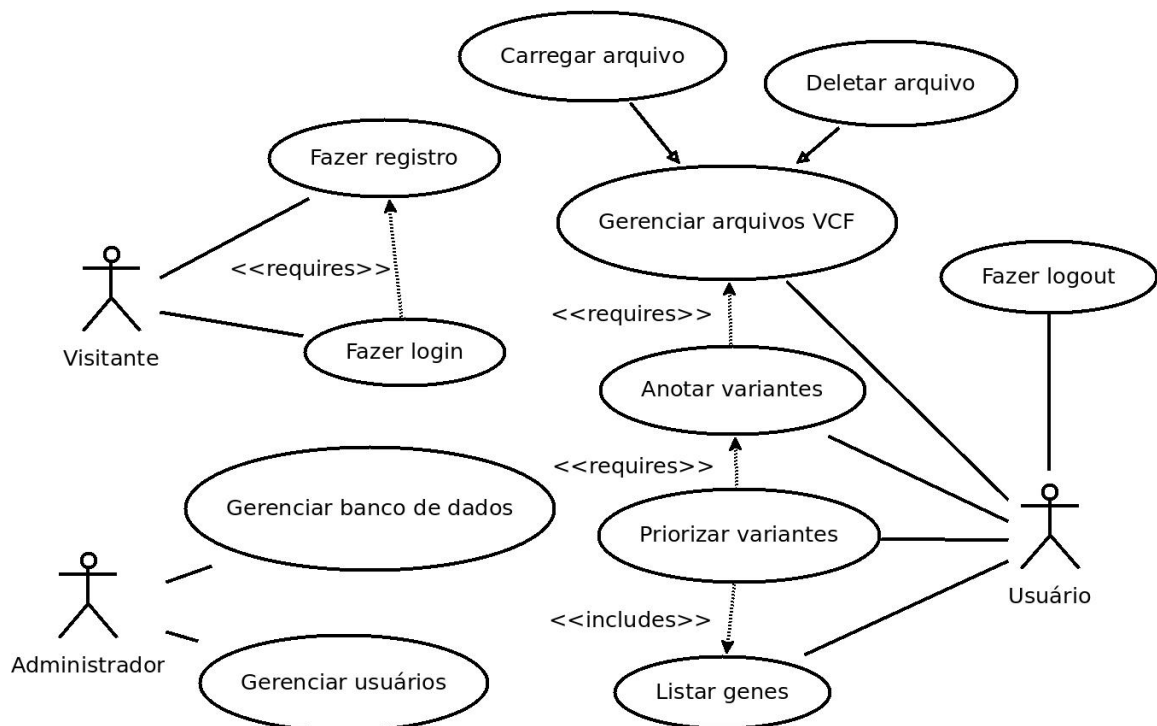 Carregar arquivo
Deletar arquivo
Fazer registro
Gerenciar arquivos VCF
<<requires>>
Fazer logout
<<requires>>
Visitante
Fazer login
Anotar variantes
<<requires>>
Gerenciar banco de dados
Priorizar variantes
Usuário
<<includes>>
Administrador
Gerenciar usuários
Listar genes